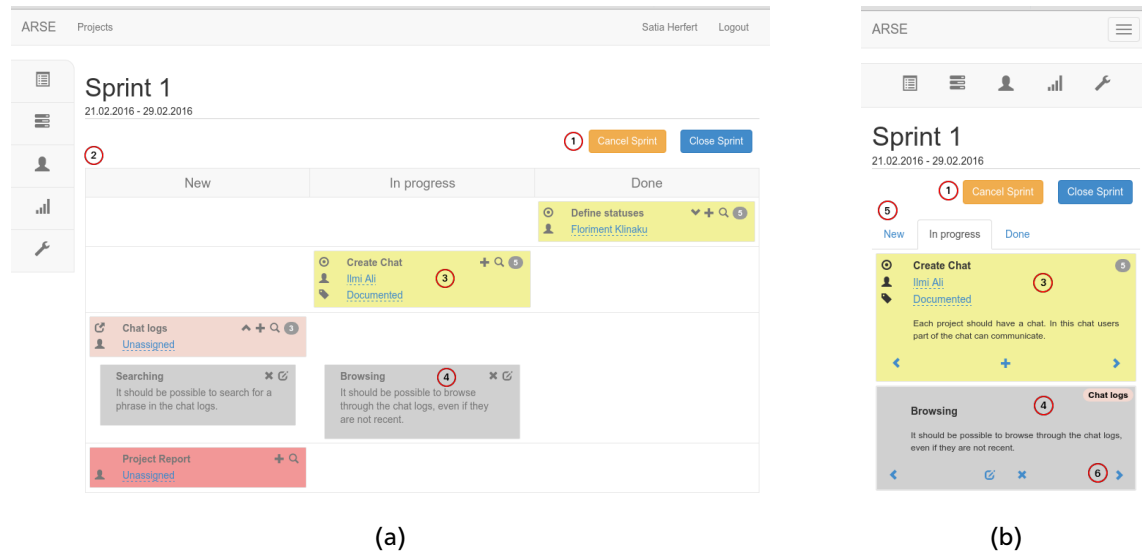 ARSE Projects Satia Herfert Logout
Sprint 1
21.02.2016 - 29.02.2016
1 Cancel Sprint Close Sprint
2
New In progress Done
Define statuses 5
Floriment Klinaku
Create Chat 5
Ilmi Ali 3
Documented
Chat logs 3
Unassigned
Searching
It should be possible to search for a
phrase in the chat logs.
Browsing 4
It should be possible to browse
through the chat logs, even if they
are not recent.
Project Report
Unassigned
(a)
ARSE
Sprint 1
21.02.2016 - 29.02.2016
1 Cancel Sprint Close Sprint
5
New In progress Done
Create Chat 5
Ilmi Ali 3
Documented
Each project should have a chat. In this chat users
part of the chat can communicate.
Chat logs
Browsing 4
It should be possible to browse through the chat logs,
even if they are not recent.
6
(b)